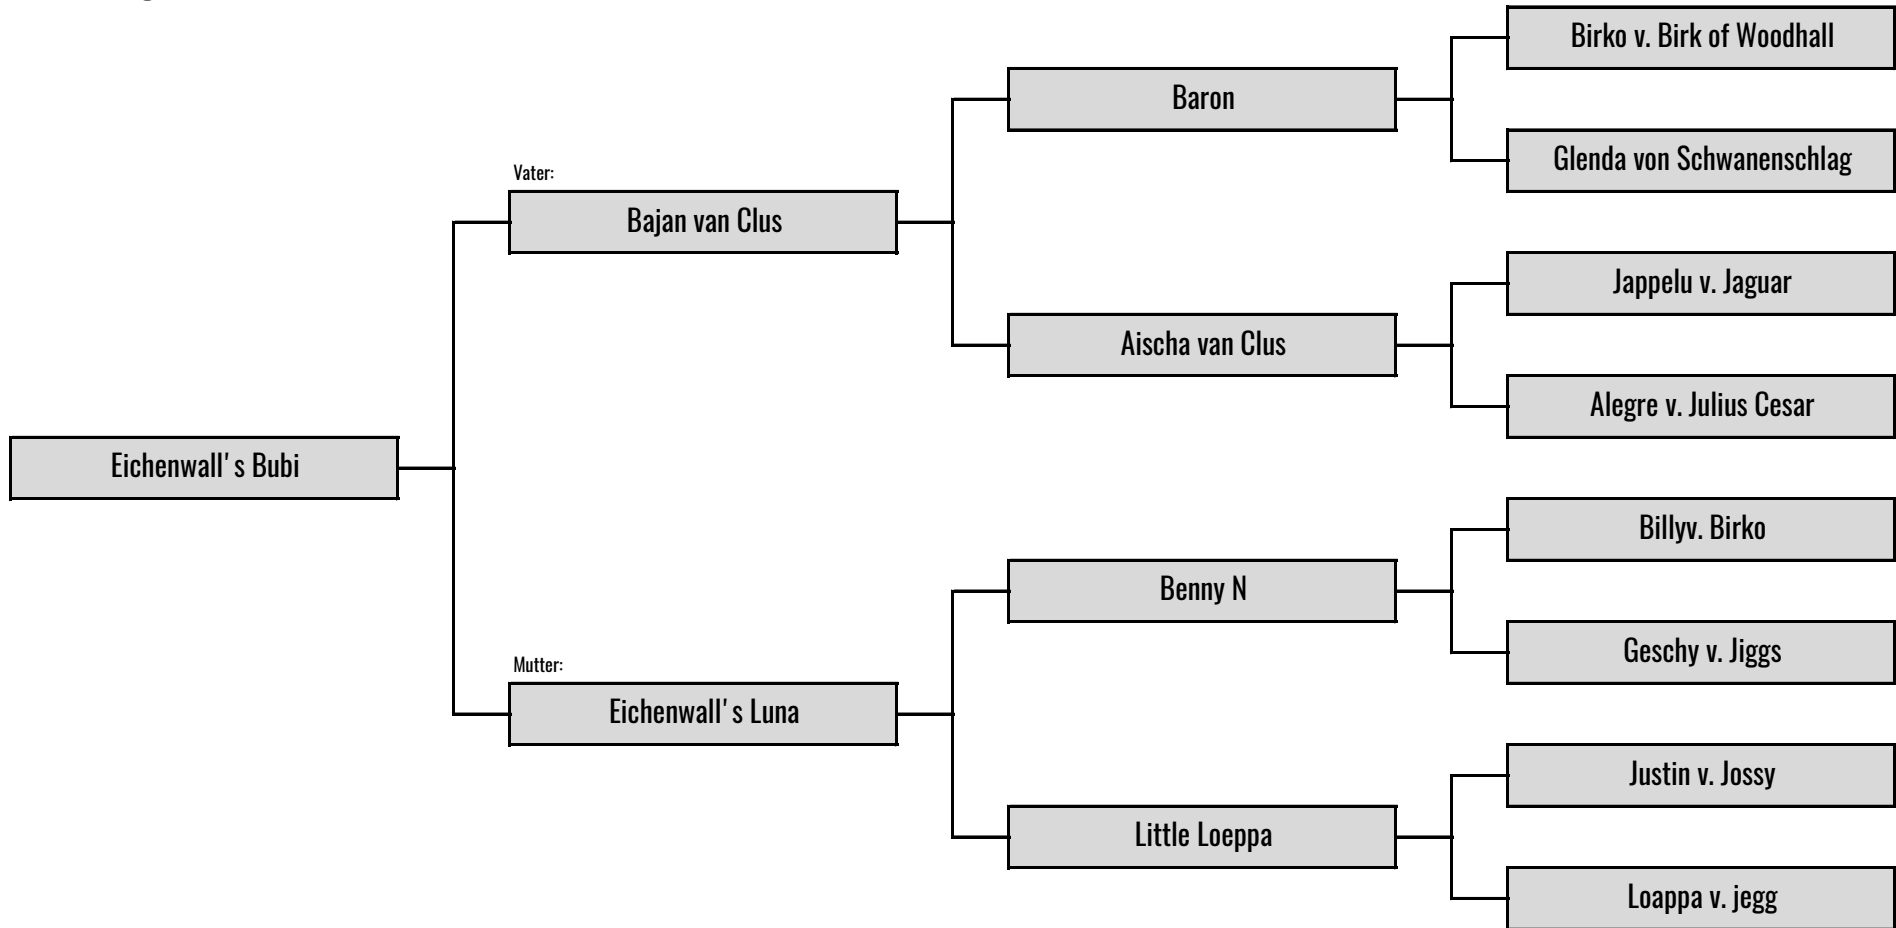 Birko v. Birk of Woodhall
Baron
Glenda von Schwanenschlag
Vater:
Bajan van Clus
Jappelu v. Jaguar
Aischa van Clus
Alegre v. Julius Cesar
Eichenwall's Bubi
Billyv. Birko
Benny N
Geschy v. Jiggs
Mutter:
Eichenwall's Luna
Justin v. Jossy
Little Loeppa
Loappa v. jegg